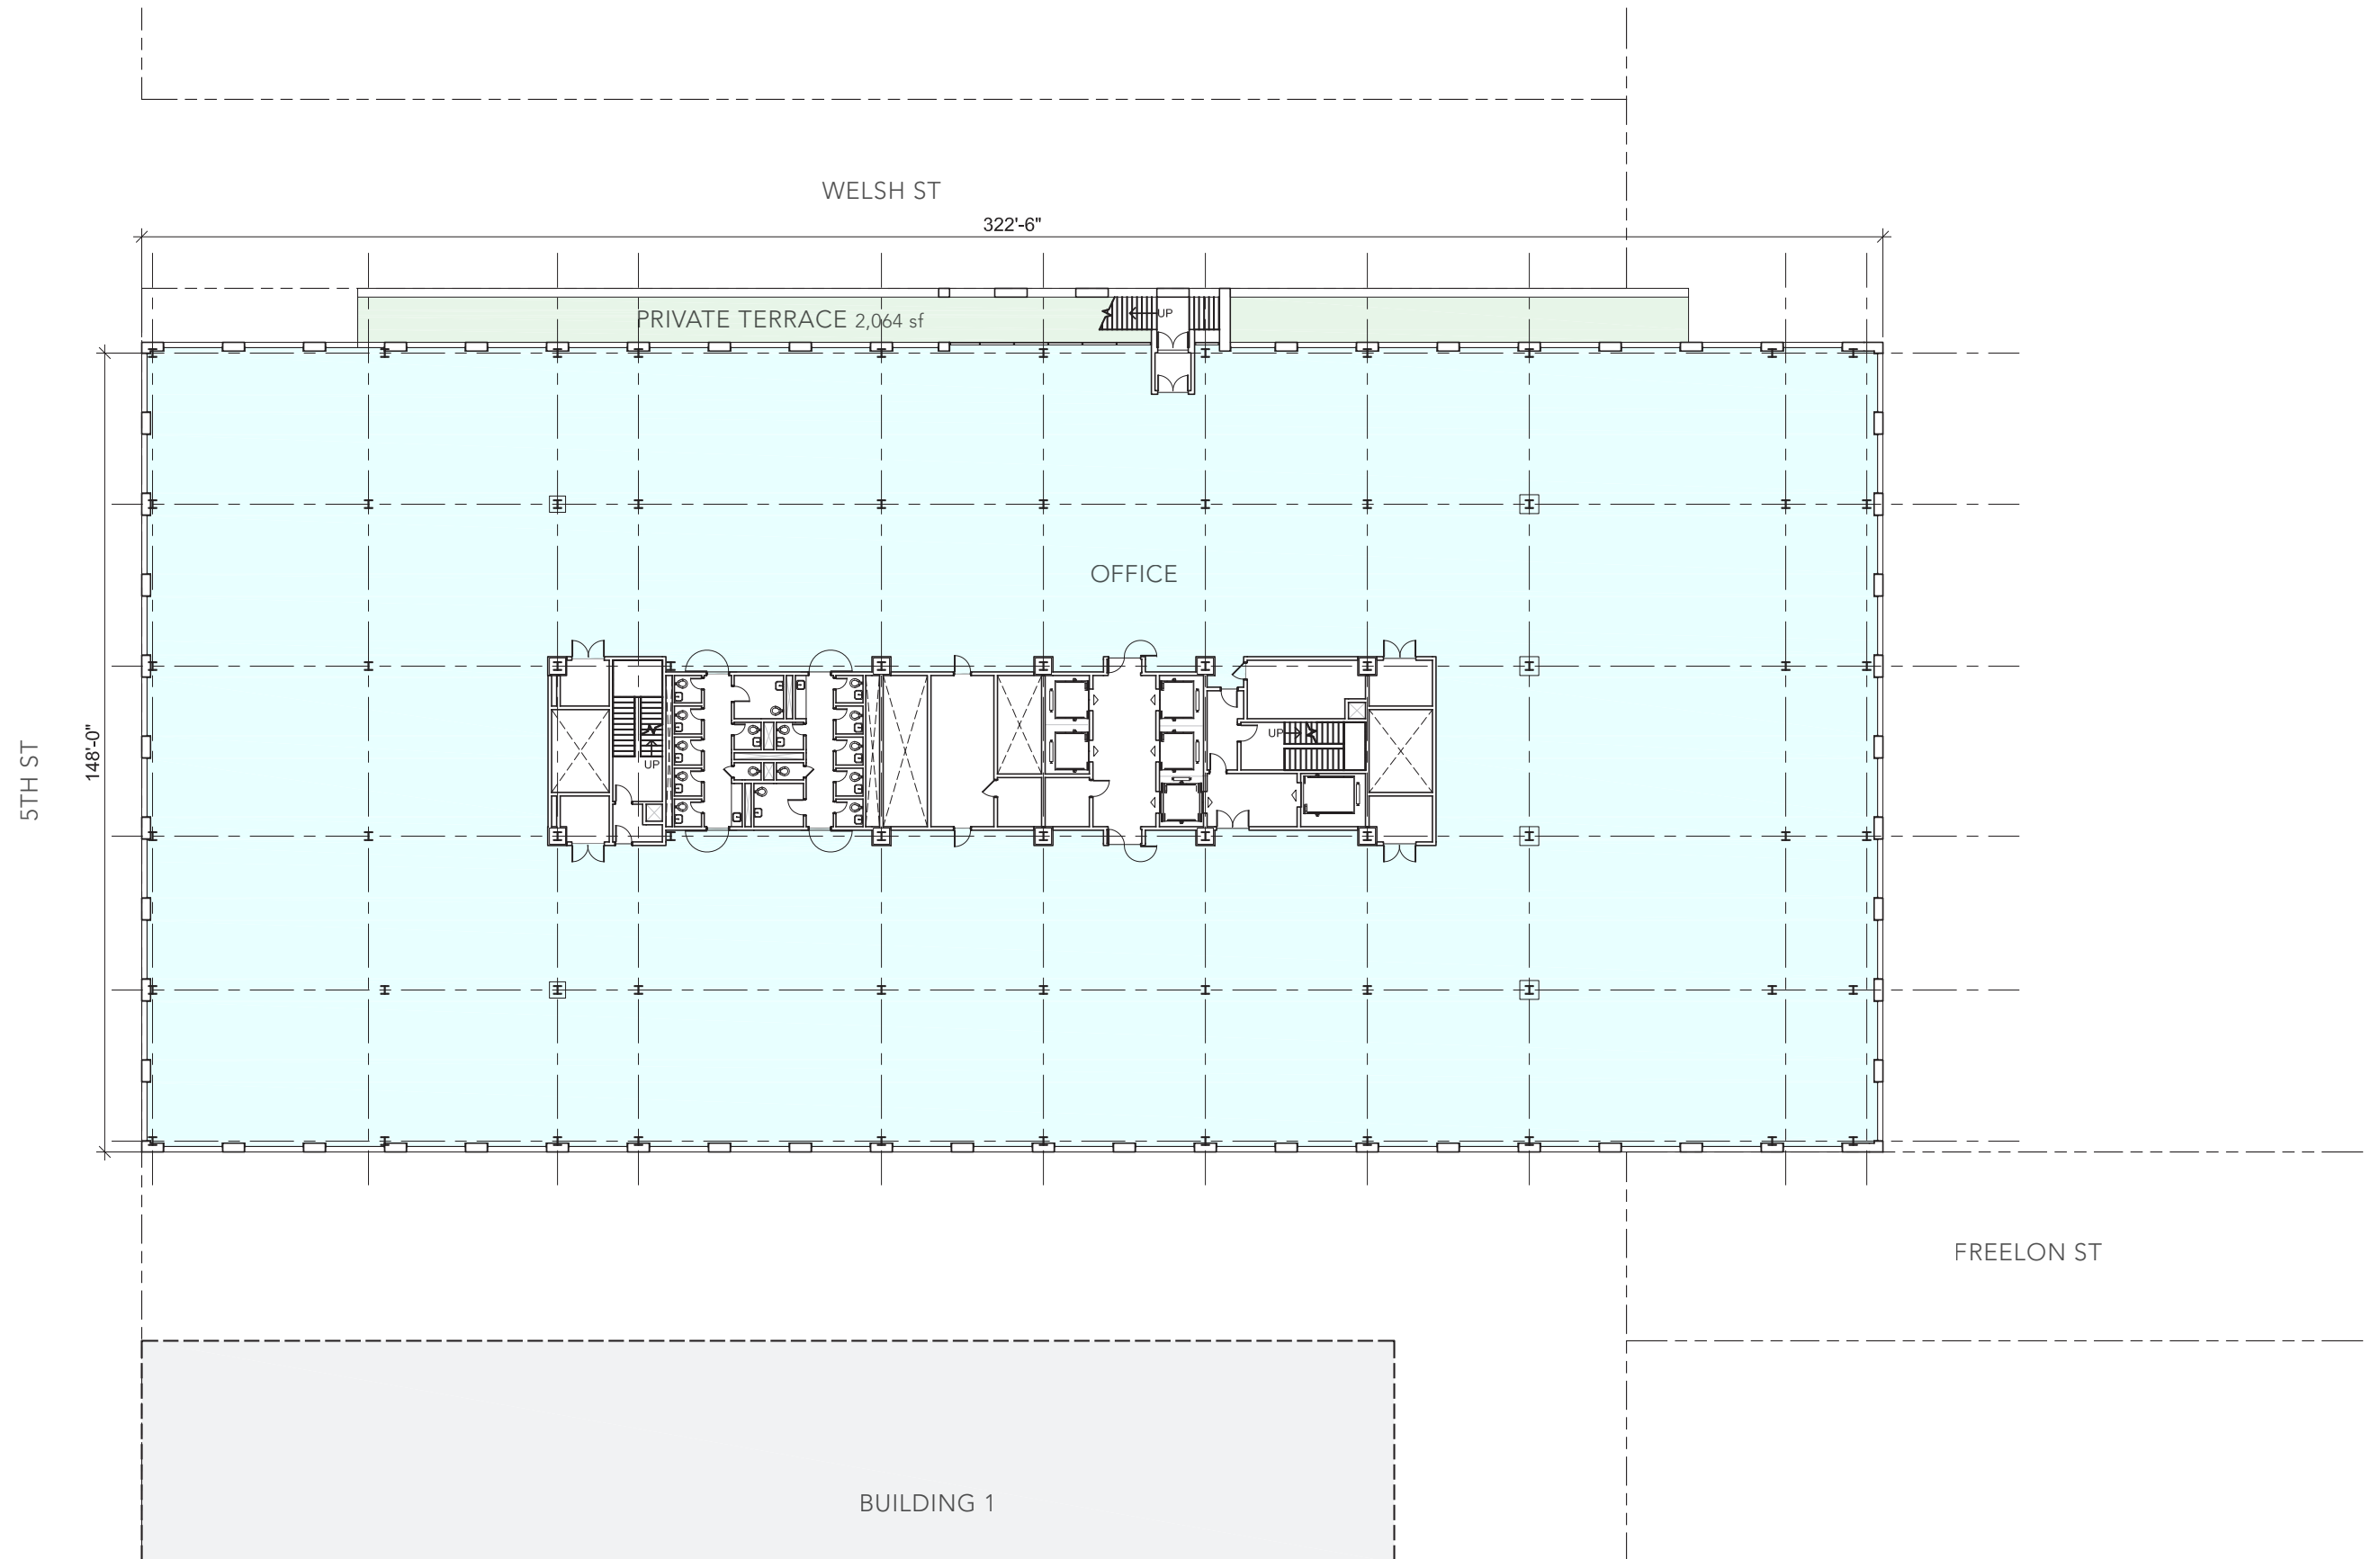 WELSH ST
322'-6"
PRIVATE TERRACE 2,064 sf
UP
OFFICE
5TH ST
148'-0"
UP
UP
FREELON ST
BUILDING 1